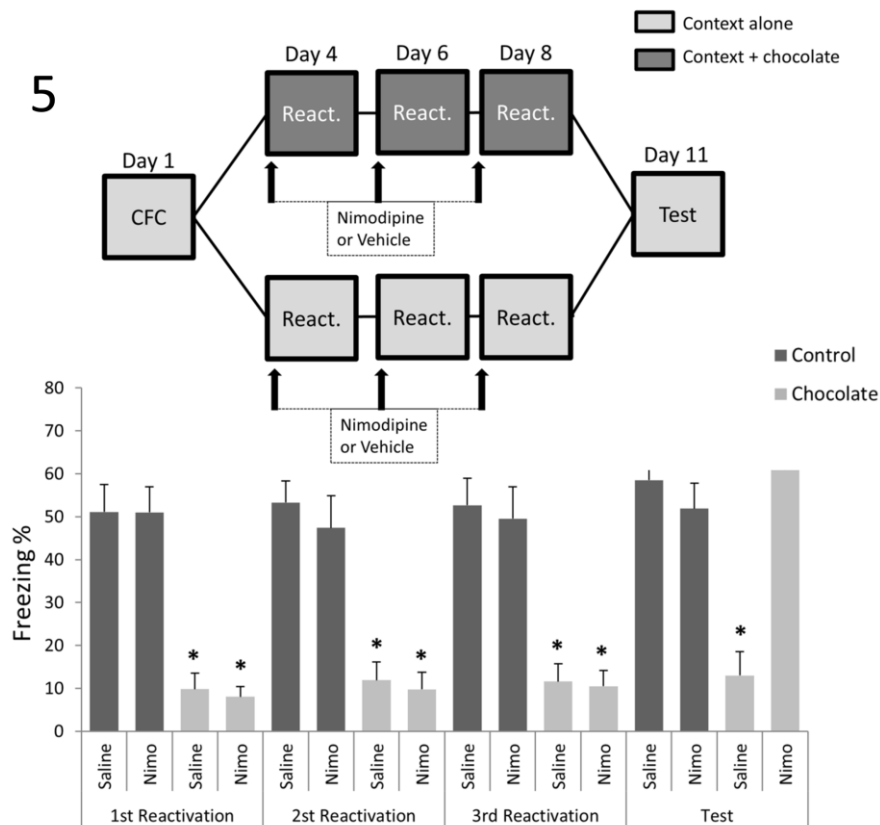 Context alone
Context + chocolate
5
Day 4 Day 6 Day 8
React. React. React.
Day 1 Day 11
CFC Test
Nimodipine
or Vehicle
React. React. React.
Control
Chocolate
Nimodipine
or Vehicle
80
70
60
50
40
30
20
10
0
Freezing %
* * * * * * *
Saline Nimo Saline Nimo Saline Nimo Saline Nimo Saline Nimo Saline Nimo Saline Nimo Saline Nimo
1st Reactivation 2st Reactivation 3rd Reactivation Test